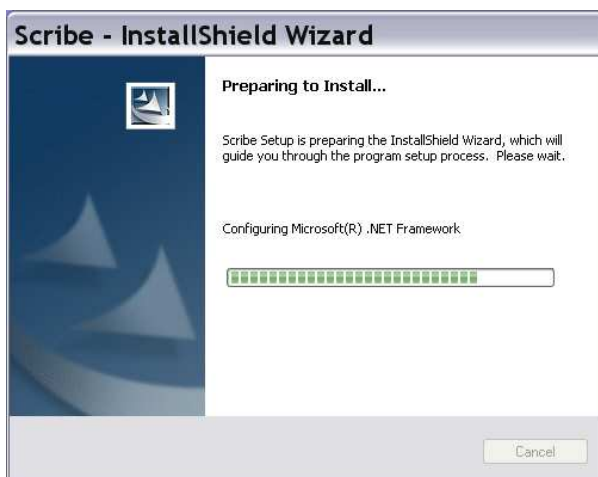 Scribe - InstallShield Wizard
Preparing to Install...
Scribe Setup is preparing the InstallShield Wizard, which will
guide you through the program setup process. Please wait.
Configuring Microsoft(R) .NET Framework
Cancel